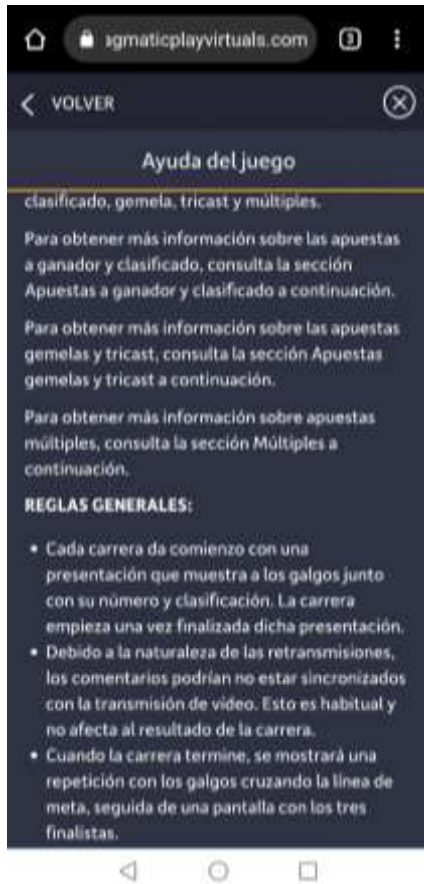 agmaticplayvirtuals.com 3
VOLVER
Ayuda del juego
clasificado, gemela, tricast y múltiples.
Para obtener más información sobre las apuestas
a ganador y clasificado, consulta la sección
Apuestas a ganador y clasificado a continuación.
Para obtener más información sobre las apuestas
gemelas y tricast, consulta la sección Apuestas
gemelas y tricast a continuación.
Para obtener más información sobre apuestas
múltiples, consulta la sección Múltiples a
continuación.
REGLAS GENERALES:
• Cada carrera da comienzo con una
presentación que muestra a los galgos junto
con su número y clasificación. La carrera
empieza una vez finalizada dicha presentación.
• Debido a la naturaleza de las retransmisiones,
los comentarios podrían no estar sincronizados
con la transmisión de vídeo. Esto es habitual y
no afecta al resultado de la carrera.
• Cuando la carrera termine, se mostrará una
repetición con los galgos cruzando la línea de
meta, seguida de una pantalla con los tres
finalistas.